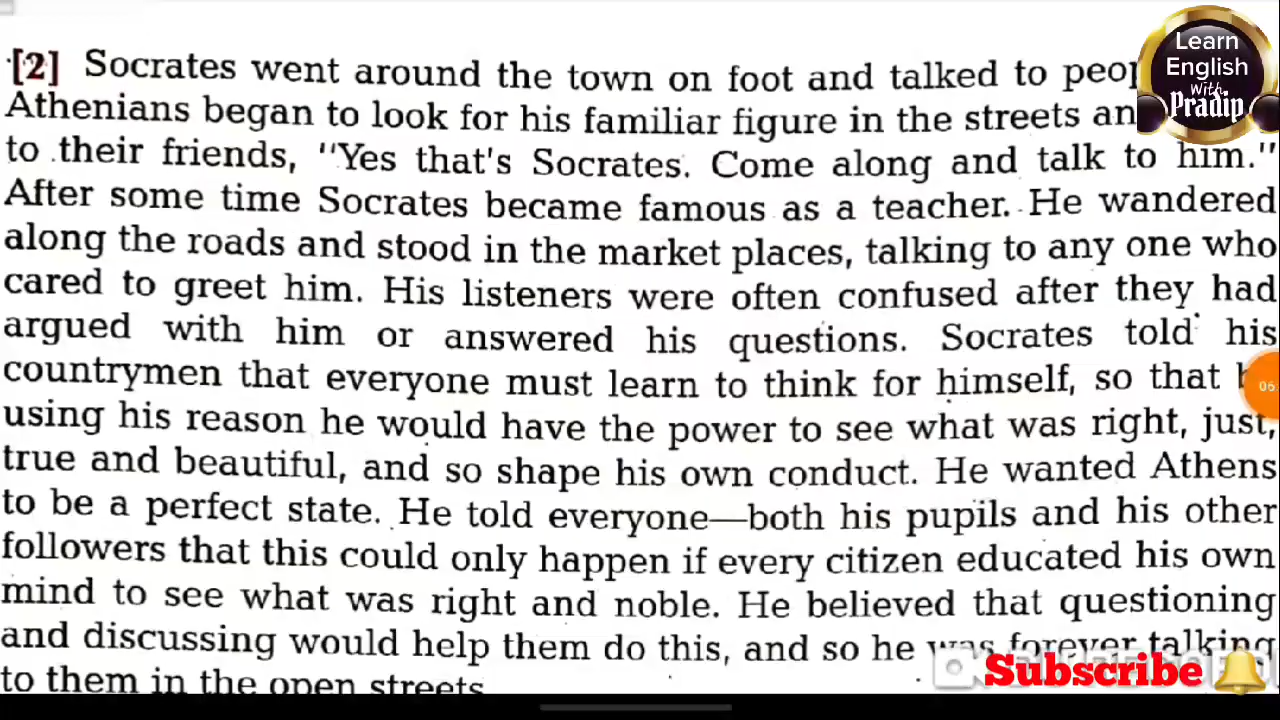 [2] Socrates went around the town on foot and talked to
Athenians began to look for his familiar figure in the streets
to their friends, "Yes that's Socrates. Come along and talk to him."
After some time Socrates became famous as a teacher. He wandered
along the roads and stood in the market places, talking to any one who
cared to greet him. His listeners were often confused after they had
argued with him or answered his questions. Socrates told his
countrymen that everyone must learn to think for himself, so that
using his reason he would have the power to see what was right, just,
true and beautiful, and so shape his own conduct. He wanted Athens
to be a perfect state. He told everyone—both his pupils and his other
followers that this could only happen if every citizen educated his own
mind to see what was right and noble. He believed that questioning
and discussing would help them do this, and so he was forever talking
to them in the open streets
Learn
English
With
Pradip
06
Subscribe